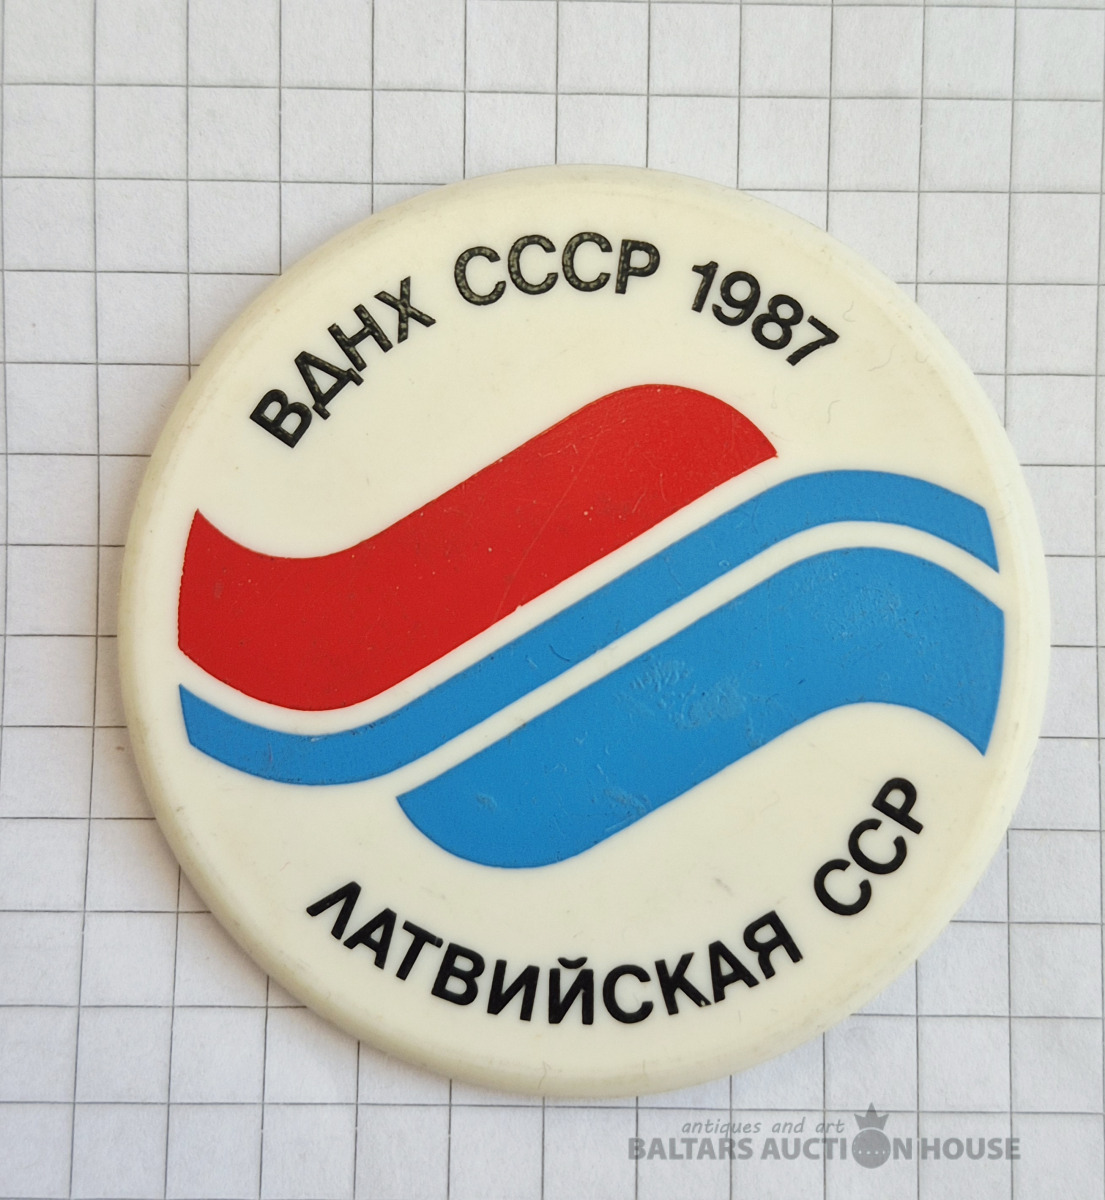 ВДНХ СССР 1987
ЛАТВИЙСКАЯ ССР
antiques and art
BALTARS AUCTION HOUSE